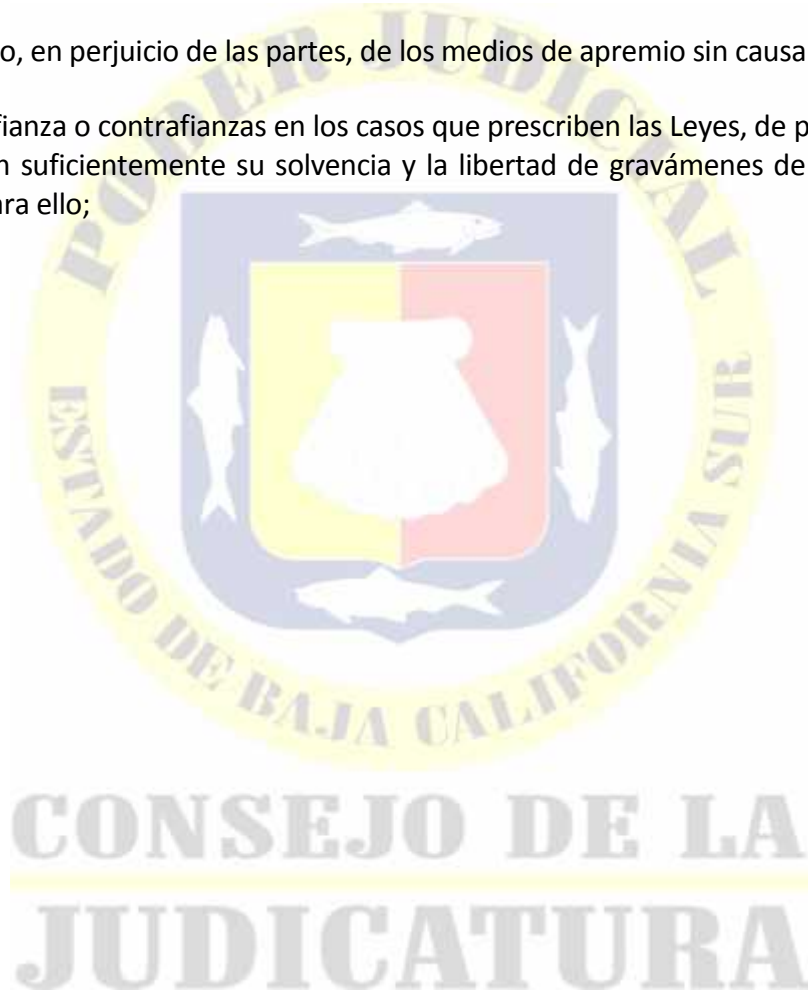 o, en perjuicio de las partes, de los medios de apremio sin causa
fianza o contrafianzas en los casos que prescriben las Leyes, de p
n suficientemente su solvencia y la libertad de gravámenes de
ara ello;
PODER JUDICIAL
ESTADO DE BAJA CALIFORNIA SUR
CONSEJO DE LA
JUDICATURA